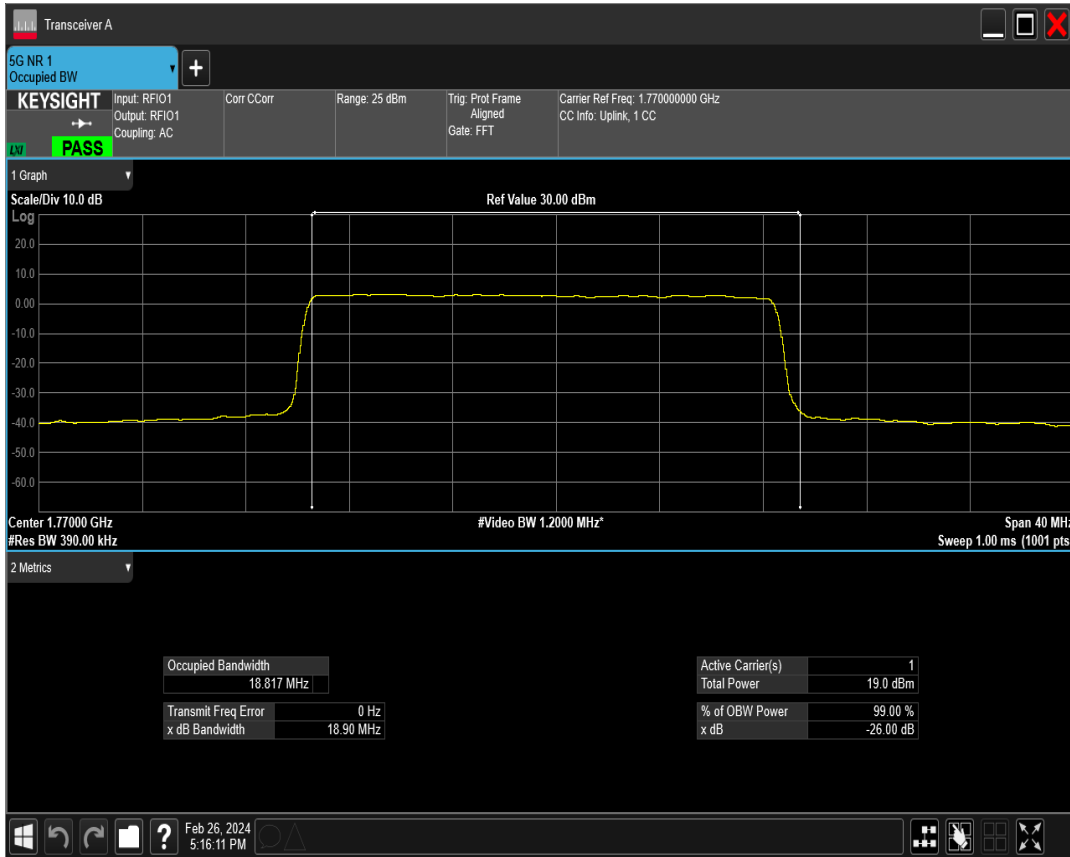 Transceiver A
5G NR 1
Occupied BW
+
KEYSIGHT
LXI
PASS
Input: RFIO1
Output: RFIO1
Coupling: AC
Corr CCorr
Range: 25 dBm
Trig: Prot Frame
Aligned
Gate: FFT
Carrier Ref Freq: 1.770000000 GHz
CC Info: Uplink, 1 CC
1 Graph
Scale/Div 10.0 dB
Ref Value 30.00 dBm
Log
20.0
10.0
0.00
-10.0
-20.0
-30.0
-40.0
-50.0
-60.0
Center 1.77000 GHz
#Video BW 1.2000 MHz*
Span 40 MHz
#Res BW 390.00 kHz
Sweep 1.00 ms (1001 pts
2 Metrics
Occupied Bandwidth
18.817 MHz
Transmit Freq Error 0 Hz
x dB Bandwidth 18.90 MHz
Active Carrier(s) 1
Total Power 19.0 dBm
% of OBW Power 99.00 %
x dB -26.00 dB
?
Feb 26, 2024
5:16:11 PM